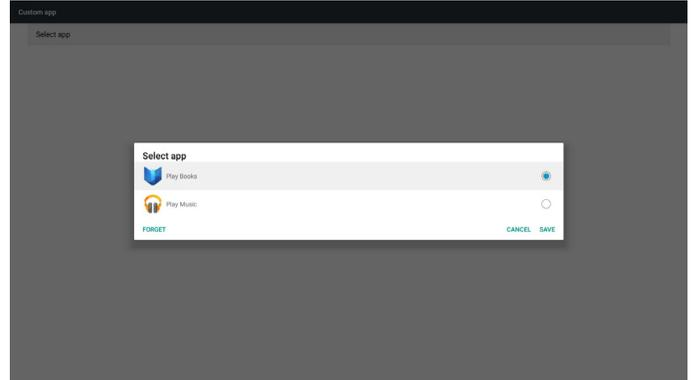 Custom app
Select app
Select app
Play Books
Play Music
FORGET CANCEL SAVE